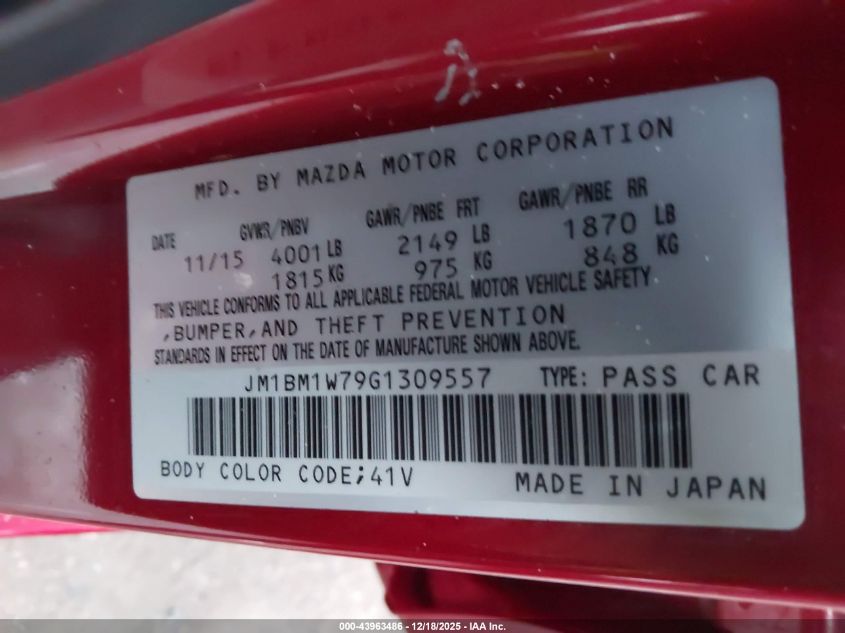 MFD. BY MAZDA MOTOR CORPORATION
DATE GVWR/PNBV GAWR/PNBE FRT GAWR/PNBE RR
11/15 4001 LB 2149 LB 1870 LB
1815 KG 975 KG 848 KG
THIS VEHICLE CONFORMS TO ALL APPLICABLE FEDERAL MOTOR VEHICLE SAFETY
,BUMPER,AND THEFT PREVENTION
STANDARDS IN EFFECT ON THE DATE OF MANUFACTURE SHOWN ABOVE.
JM1BM1W79G1309557 TYPE: PASS CAR
BODY COLOR CODE;41V MADE IN JAPAN
000-43963486 - 12/18/2025 - IAA Inc.